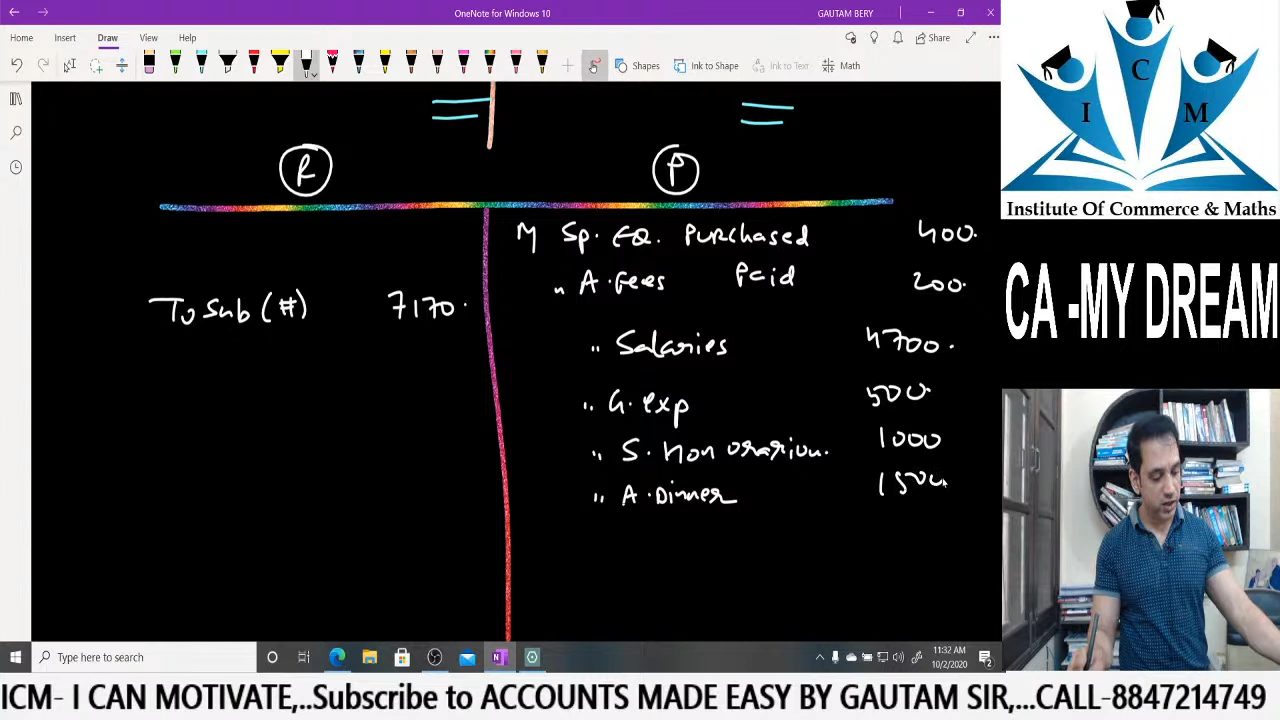 OneNote for Windows 10
GAUTAM BERY
Home Insert Draw View Help
Share
Shapes Ink to Shape Ink to Text Math
R P
Sp. EQ. Purchased 400
" A. Fees Paid 200
To Sub (#) 7170
" Salaries 4700
" G. exp 500
" S. Honorarium 1000
" A. Dinner 1500
I C M
Institute Of Commerce & Maths
CA -MY DREAM
Type here to search
11:32 AM
10/2/2020
2
ICM- I CAN MOTIVATE,..Subscribe to ACCOUNTS MADE EASY BY GAUTAM SIR,...CALL-8847214749